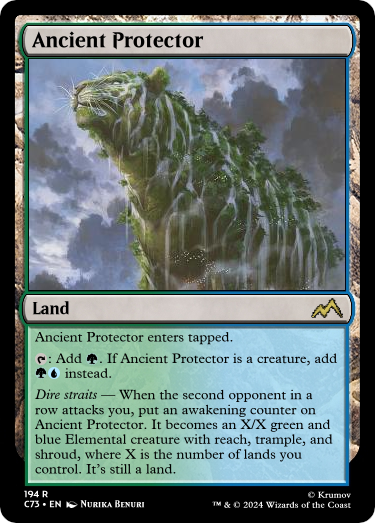 Ancient Protector
Land
Ancient Protector enters tapped.
: Add . If Ancient Protector is a creature, add
instead.
Dire straits — When the second opponent in a
row attacks you, put an awakening counter on
Ancient Protector. It becomes an X/X green and
blue Elemental creature with reach, trample, and
shroud, where X is the number of lands you
control. It's still a land.
194 R
C73 • EN Nurika Benuri
© Krumov
™ & © 2024 Wizards of the Coast